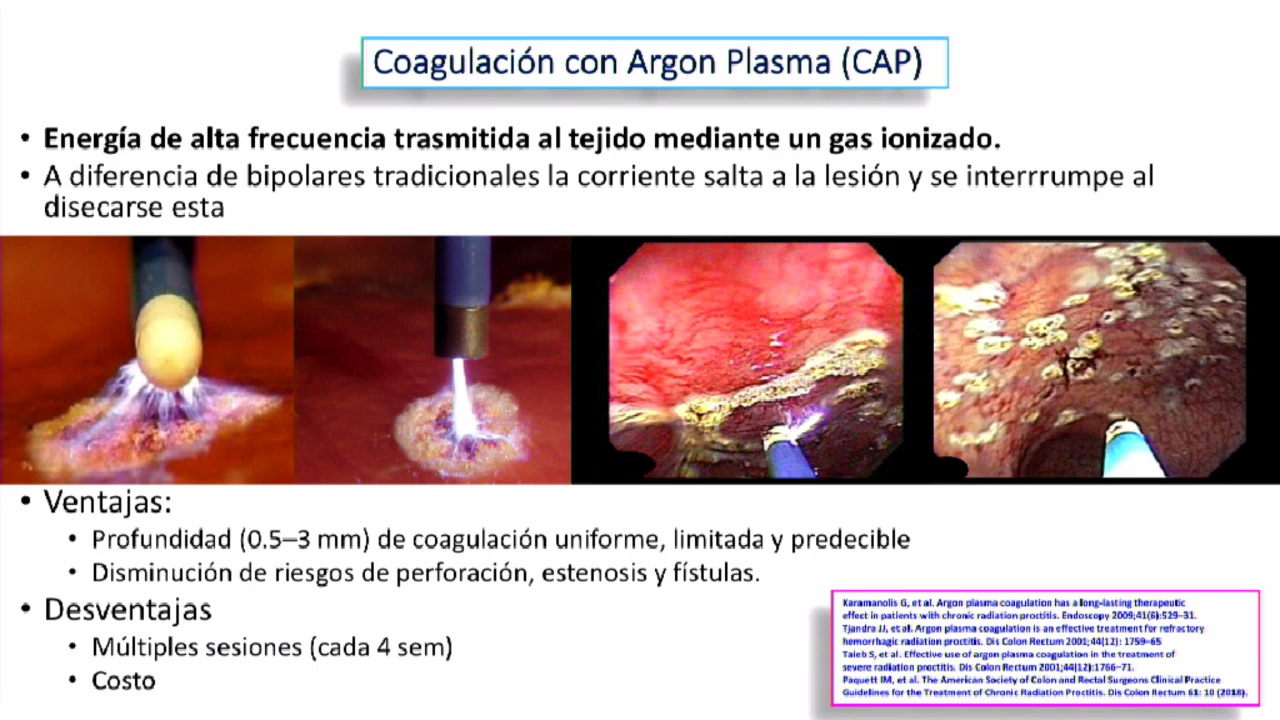 Coagulación con Argon Plasma (CAP)
• Energía de alta frecuencia trasmitida al tejido mediante un gas ionizado.
• A diferencia de bipolares tradicionales la corriente salta a la lesión y se interrrumpe al
disecarse esta
• Ventajas:
• Profundidad (0.5–3 mm) de coagulación uniforme, limitada y predecible
• Disminución de riesgos de perforación, estenosis y fístulas.
• Desventajas
• Múltiples sesiones (cada 4 sem)
• Costo
Karamanolis G, et al. Argon plasma coagulation has a long-lasting therapeutic
effect in patients with chronic radiation proctitis. Endoscopy 2009;41(6):529–31.
Tjandra JJ, et al. Argon plasma coagulation is an effective treatment for refractory
hemorrhagic radiation proctitis. Dis Colon Rectum 2001;44(12): 1759–65
Taieb S, et al. Effective use of argon plasma coagulation in the treatment of
severe radiation proctitis. Dis Colon Rectum 2001;44(12):1766–71.
Paquett IM, et al. The American Society of Colon and Rectal Surgeons Clinical Practice
Guidelines for the Treatment of Chronic Radiation Proctitis. Dis Colon Rectum 61: 10 (2018).